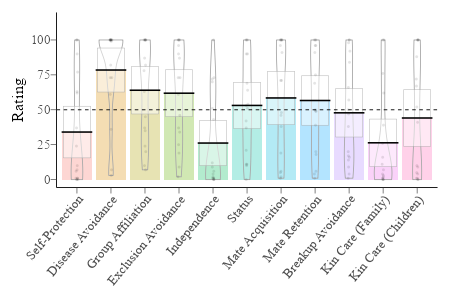 Rating
100
75
50
25
0
Self-Protection
Disease Avoidance
Group Affiliation
Exclusion Avoidance
Independence
Status
Mate Acquisition
Mate Retention
Breakup Avoidance
Kin Care (Family)
Kin Care (Children)